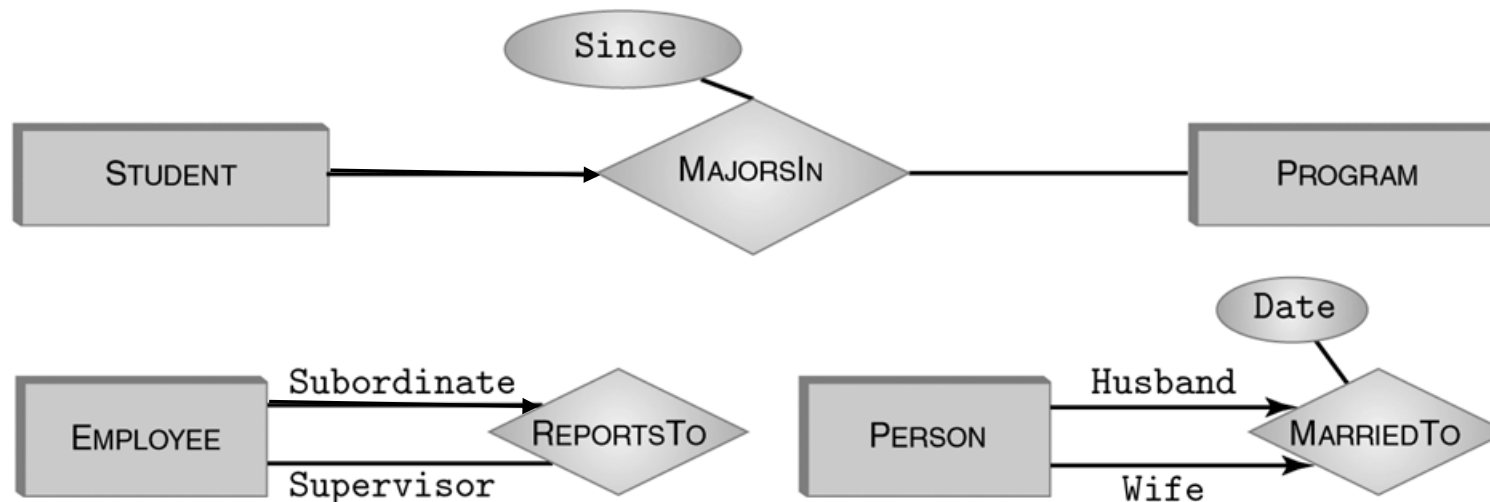 Since
STUDENT
MAJORSIN
PROGRAM
Date
Subordinate
Husband
EMPLOYEE
REPORTSTO
PERSON
MARRIEDTO
Supervisor
Wife